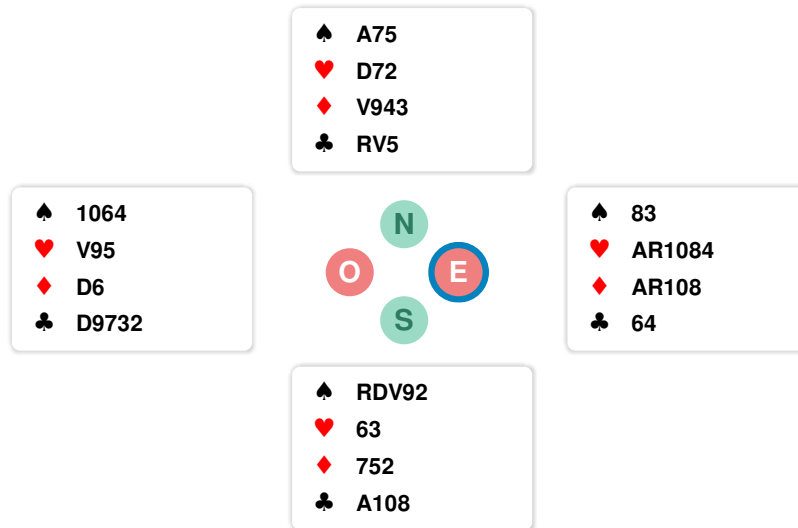 ♠ A75
♥ D72
♦ V943
♣ RV5
♠ 1064
♥ V95
♦ D6
♣ D9732
N
O
E
S
♠ 83
♥ AR1084
♦ AR108
♣ 64
♠ RDV92
♥ 63
♦ 752
♣ A108